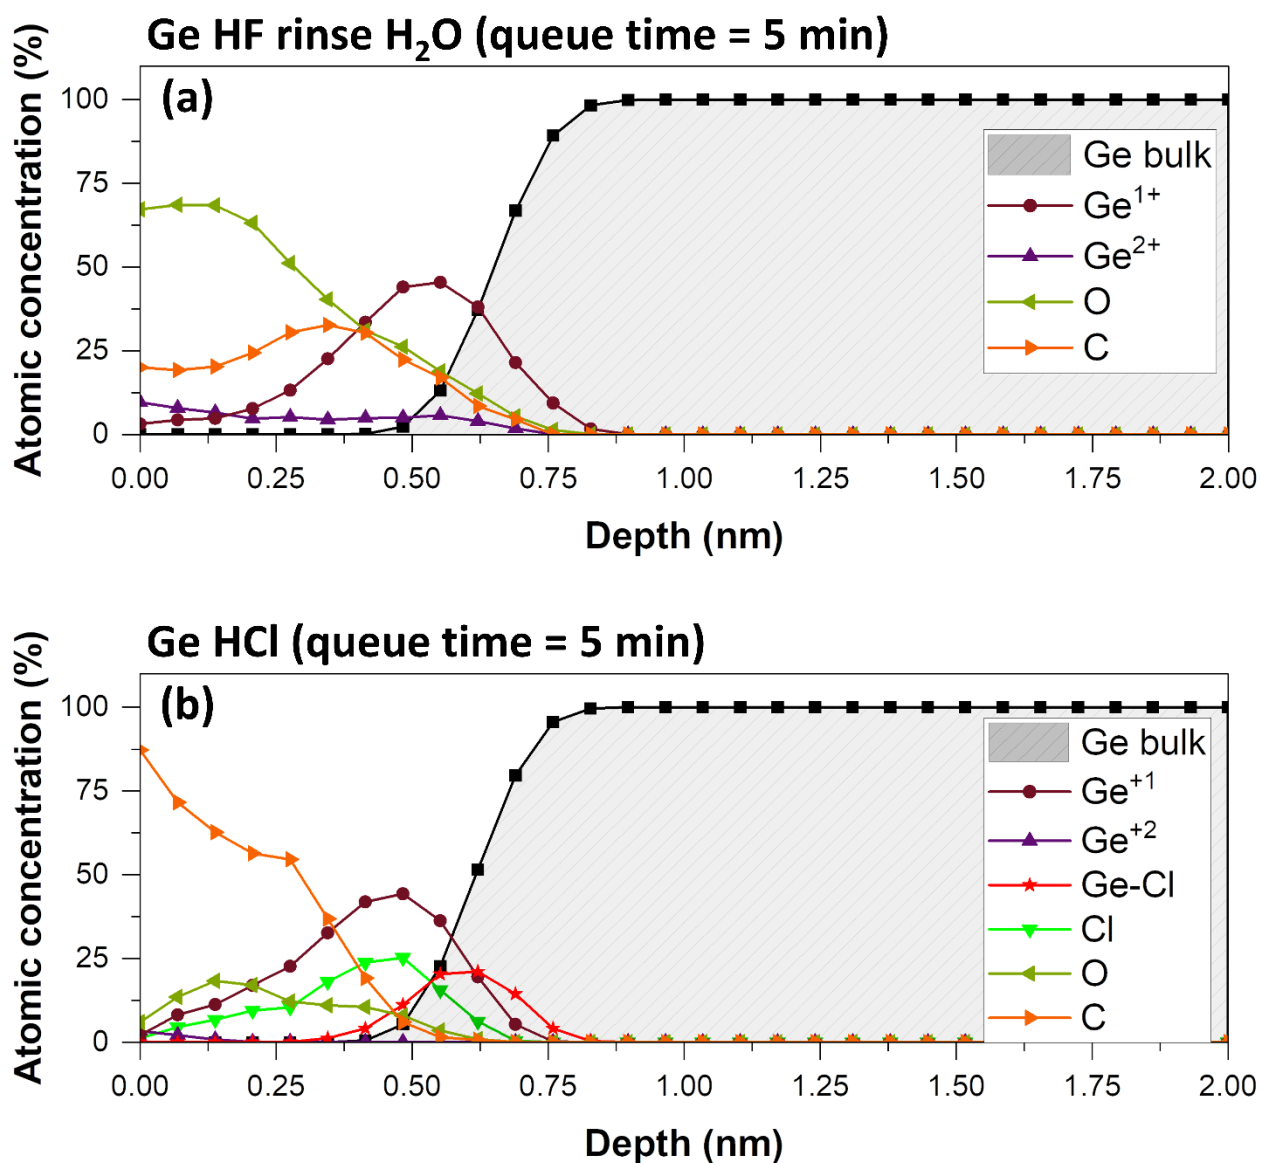 Ge HF rinse H₂O (queue time = 5 min)
(a)
Atomic concentration (%)
100
75
50
25
0
Ge bulk
Ge¹⁺
Ge²⁺
O
C
0.00 0.25 0.50 0.75 1.00 1.25 1.50 1.75 2.00
Depth (nm)
Ge HCl (queue time = 5 min)
(b)
Atomic concentration (%)
100
75
50
25
0
Ge bulk
Ge⁺¹
Ge⁺²
Ge-Cl
Cl
O
C
0.00 0.25 0.50 0.75 1.00 1.25 1.50 1.75 2.00
Depth (nm)